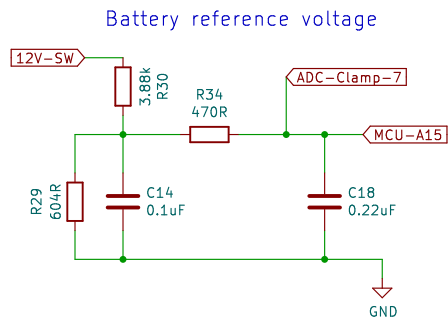 Battery reference voltage
12V-SW
3.88k
R30
R34
470R
ADC-Clamp-7
MCU-A15
R29
604R
C14
0.1uF
C18
0.22uF
GND